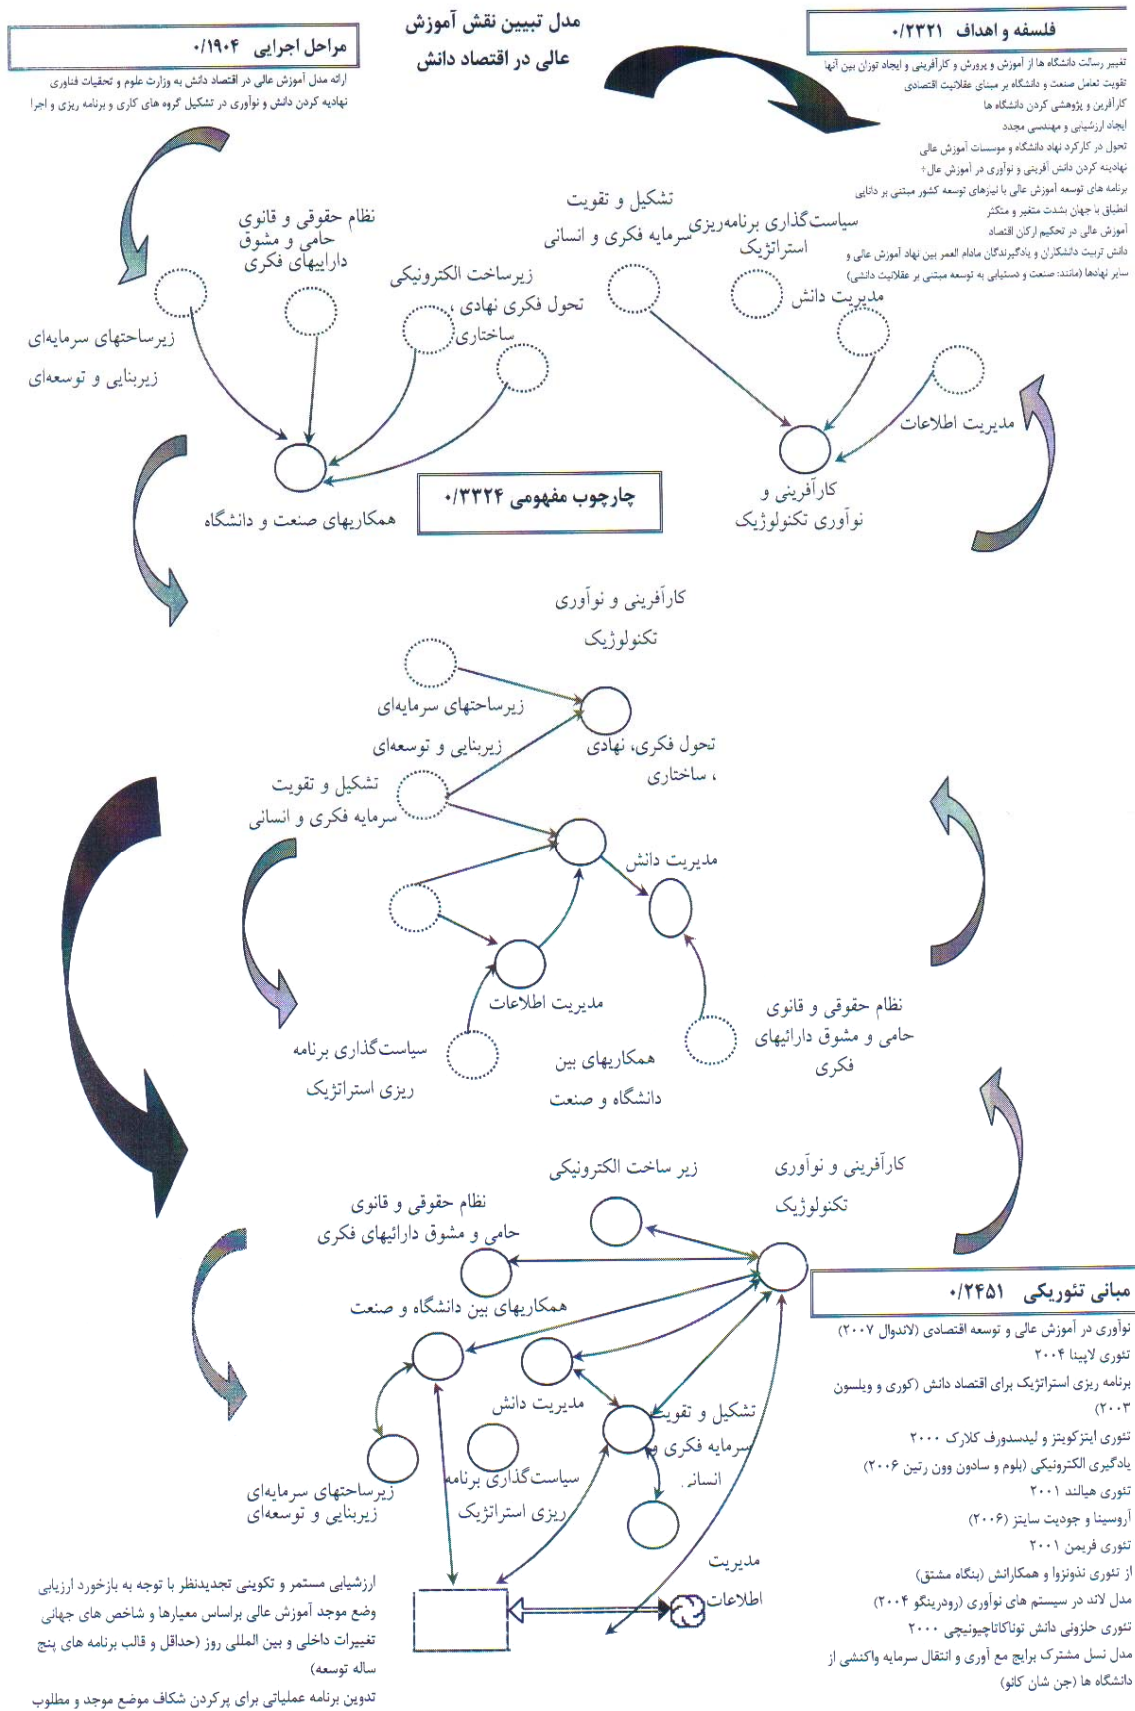 مدل تبیین نقش آموزش
عالی در اقتصاد دانش
فلسفه و اهداف ۰/۲۳۲۱
تغییر رسالت دانشگاه ها از آموزش و پرورش و کارآفرینی و ایجاد توزان بین آنها
تقویت تعامل صنعت و دانشگاه بر مبنای عقلانیت اقتصادی
کارآفرین و پژوهشی کردن دانشگاه ها
ایجاد ارزشیابی و مهندسی مجدد
تحول در کارکرد نهاد دانشگاه و موسسات آموزش عالی
نهادینه کردن دانش آفرینی و نوآوری در آموزش عال÷
برنامه های توسعه آموزش عالی با نیازهای توسعه کشور مبتنی بر دانایی
انطباق با جهان بشدت متغیر و متکثر
آموزش عالی در تحکیم ارکان اقتصاد
دانش تربیت دانشکاران و یادگیرندگان مادام العمر بین نهاد آموزش عالی و
سایر نهادها (مانند: صنعت و دستیابی به توسعه مبتنی بر عقلانیت دانشی)
مراحل اجرایی ۰/۱۹۰۴
ارائه مدل آموزش عالی در اقتصاد دانش به وزارت علوم و تحقیات فناوری
نهادیه کردن دانش و نوآوری در تشکیل گروه های کاری و برنامه ریزی و اجرا
تشکیل و تقویت
سرمایه فکری و انسانی
سیاست‌گذاری برنامه‌ریزی
استراتژیک
مدیریت دانش
مدیریت اطلاعات
کارآفرینی و
نوآوری تکنولوژیک
نظام حقوقی و قانوی
حامی و مشوق
داراییهای فکری
زیرساخت الکترونیکی
تحول فکری نهادی ،
ساختاری
زیرساختهای سرمایه‌ای
زیربنایی و توسعه‌ای
همکاریهای صنعت و دانشگاه
چارچوب مفهومی ۰/۳۳۲۴
کارآفرینی و نوآوری
تکنولوژیک
زیرساحتهای سرمایه‌ای
زیربنایی و توسعه‌ای
تحول فکری، نهادی
، ساختاری
تشکیل و تقویت
سرمایه فکری و انسانی
مدیریت دانش
مدیریت اطلاعات
نظام حقوقی و قانوی
حامی و مشوق دارائیهای
فکری
سیاست‌گذاری برنامه
ریزی استراتژیک
همکاریهای بین
دانشگاه و صنعت
کارآفرینی و نوآوری
تکنولوژیک
زیر ساخت الکترونیکی
نظام حقوقی و قانوی
حامی و مشوق دارائیهای فکری
همکاریهای بین دانشگاه و صنعت
مدیریت دانش
تشکیل و تقویت
سرمایه فکری و
انسانی
سیاست‌گذاری برنامه
ریزی استراتژیک
زیرساختهای سرمایه‌ای
زیربنایی و توسعه‌ای
مدیریت
اطلاعات
مبانی تئوریکی ۰/۲۴۵۱
نوآوری در آموزش عالی و توسعه اقتصادی (لاندوال ۲۰۰۷)
تئوری لاپینا ۲۰۰۴
برنامه ریزی استراتژیک برای اقتصاد دانش (کوری و ویلسون
۲۰۰۳)
تئوری ایتزکویتز و لیدسدورف کلارک ۲۰۰۰
یادگیری الکترونیکی (بلوم و سادون وون رتین ۲۰۰۶)
تئوری هیالند ۲۰۰۱
آروسینا و جودیت سایتز (۲۰۰۶)
تئوری فریمن ۲۰۰۱
از تئوری نذونزوا و همکارانش (بنگاه مشتق)
مدل لاند در سیستم های نوآوری (رودرینگو ۲۰۰۴)
تئوری حلزونی دانش توناکاتاچیونیچی ۲۰۰۰
مدل نسل مشترک برایج مع آوری و انتقال سرمایه واکنشی از
دانشگاه ها (جن شان کائو)
ارزشیابی مستمر و تکوینی تجدیدنظر با توجه به بازخورد ارزیابی
وضع موجد آموزش عالی براساس معیارها و شاخص های جهانی
تغییرات داخلی و بین المللی روز (حداقل و قالب برنامه های پنج
ساله توسعه)
تدوین برنامه عملیاتی برای پرکردن شکاف موضع موجد و مطلوب